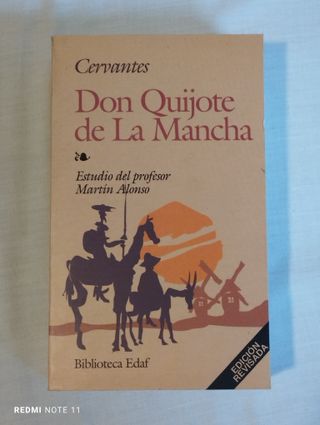 Cervantes
Don Quijote
de La Mancha
Estudio del profesor
Martín Alonso
Biblioteca Edaf
EDICIÓN
REVISADA
REDMI NOTE 11